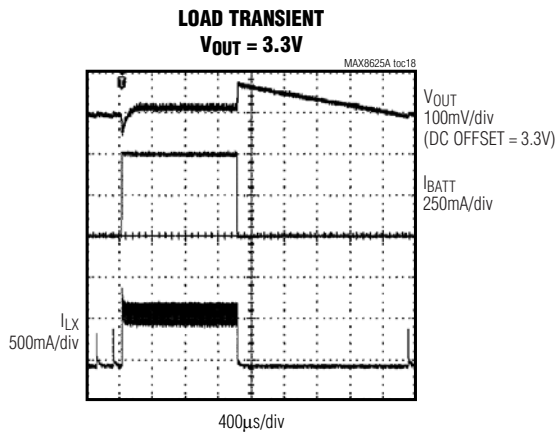 LOAD TRANSIENT
VOUT = 3.3V
MAX8625A toc18
VOUT
100mV/div
(DC OFFSET = 3.3V)
IBATT
250mA/div
ILX
500mA/div
400μs/div